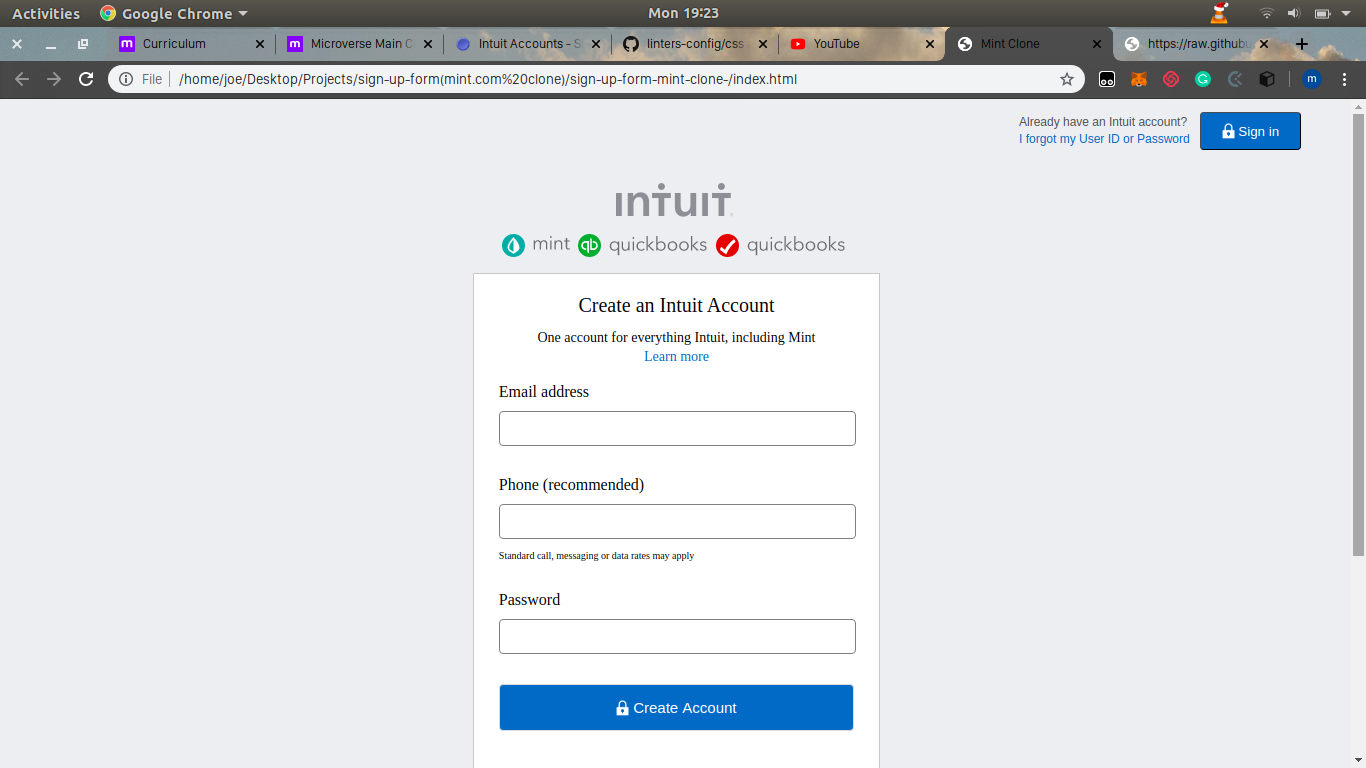 Activities Google Chrome Mon 19:23
Curriculum Microverse Main C Intuit Accounts - S linters-config/css YouTube Mint Clone https://raw.githubu
File /home/joe/Desktop/Projects/sign-up-form(mint.com%20clone)/sign-up-form-mint-clone-/index.html m
Already have an Intuit account?
I forgot my User ID or Password
Sign in
intuit
mint qb quickbooks quickbooks
Create an Intuit Account
One account for everything Intuit, including Mint
Learn more
Email address
Phone (recommended)
Standard call, messaging or data rates may apply
Password
Create Account